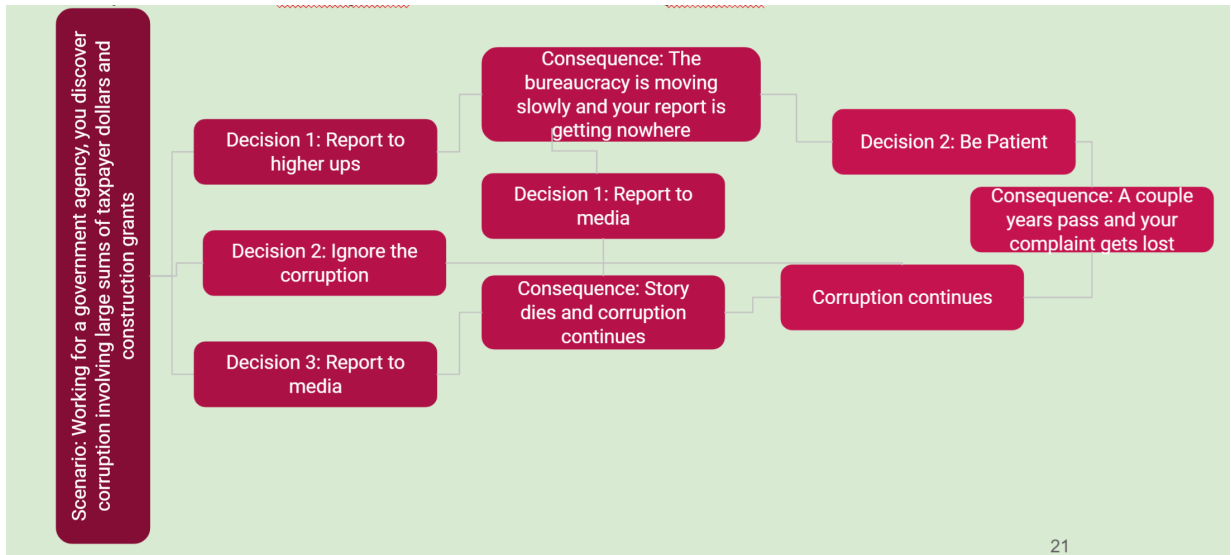 Scenario: Working for a government agency, you discover
corruption involving large sums of taxpayer dollars and
construction grants
Decision 1: Report to
higher ups
Decision 2: Ignore the
corruption
Decision 3: Report to
media
Consequence: The
bureaucracy is moving
slowly and your report is
getting nowhere
Decision 1: Report to
media
Consequence: Story
dies and corruption
continues
Decision 2: Be Patient
Consequence: A couple
years pass and your
complaint gets lost
Corruption continues
21